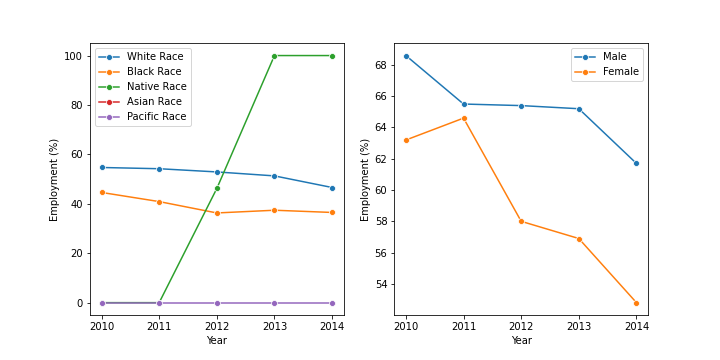 White Race
Black Race
Native Race
Asian Race
Pacific Race
100
80
60
40
20
0
Employment (%)
2010 2011 2012 2013 2014
Year
Male
Female
68
66
64
62
60
58
56
54
Employment (%)
2010 2011 2012 2013 2014
Year